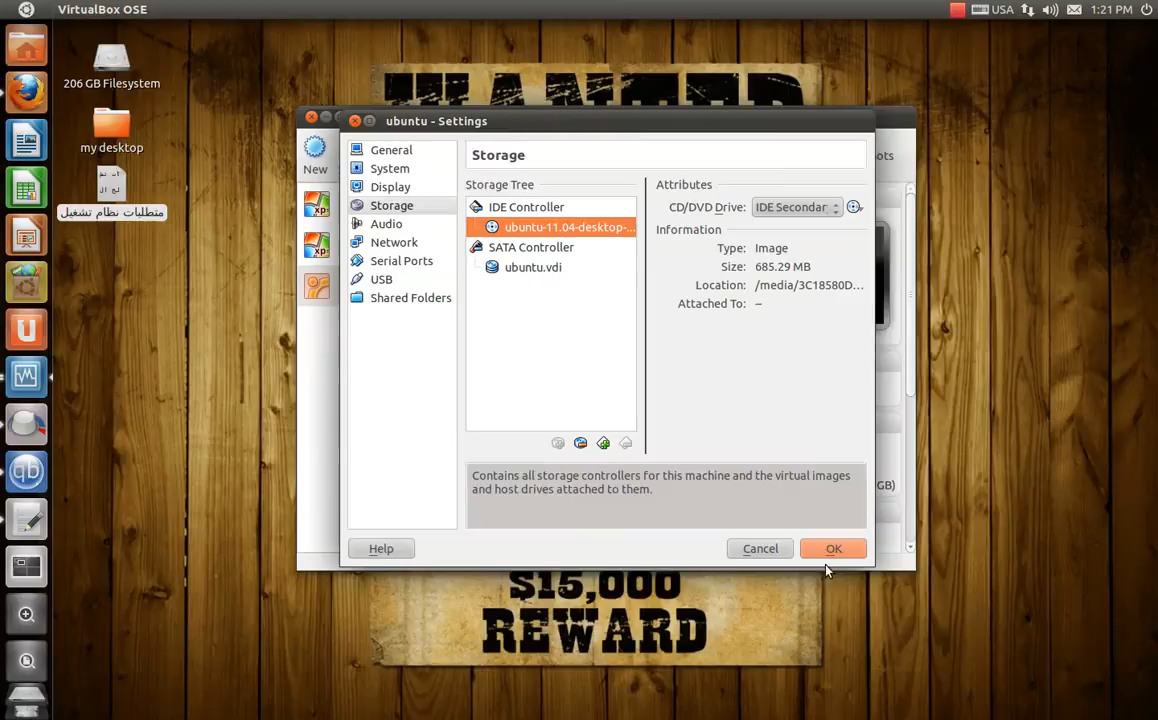 VirtualBox OSE
USA
1:21 PM
206 GB Filesystem
my desktop
متطلبات نظام تشغيل
WANTED
ubuntu - Settings
New
General
System
Display
Storage
Audio
Network
Serial Ports
USB
Shared Folders
Storage
Storage Tree
IDE Controller
ubuntu-11.04-desktop-...
SATA Controller
ubuntu.vdi
Attributes
CD/DVD Drive:
IDE Secondar
Information
Type: Image
Size: 685.29 MB
Location: /media/3C18580D...
Attached To: --
Contains all storage controllers for this machine and the virtual images
and host drives attached to them.
Help
Cancel
OK
ots
GB)
$15,000
REWARD